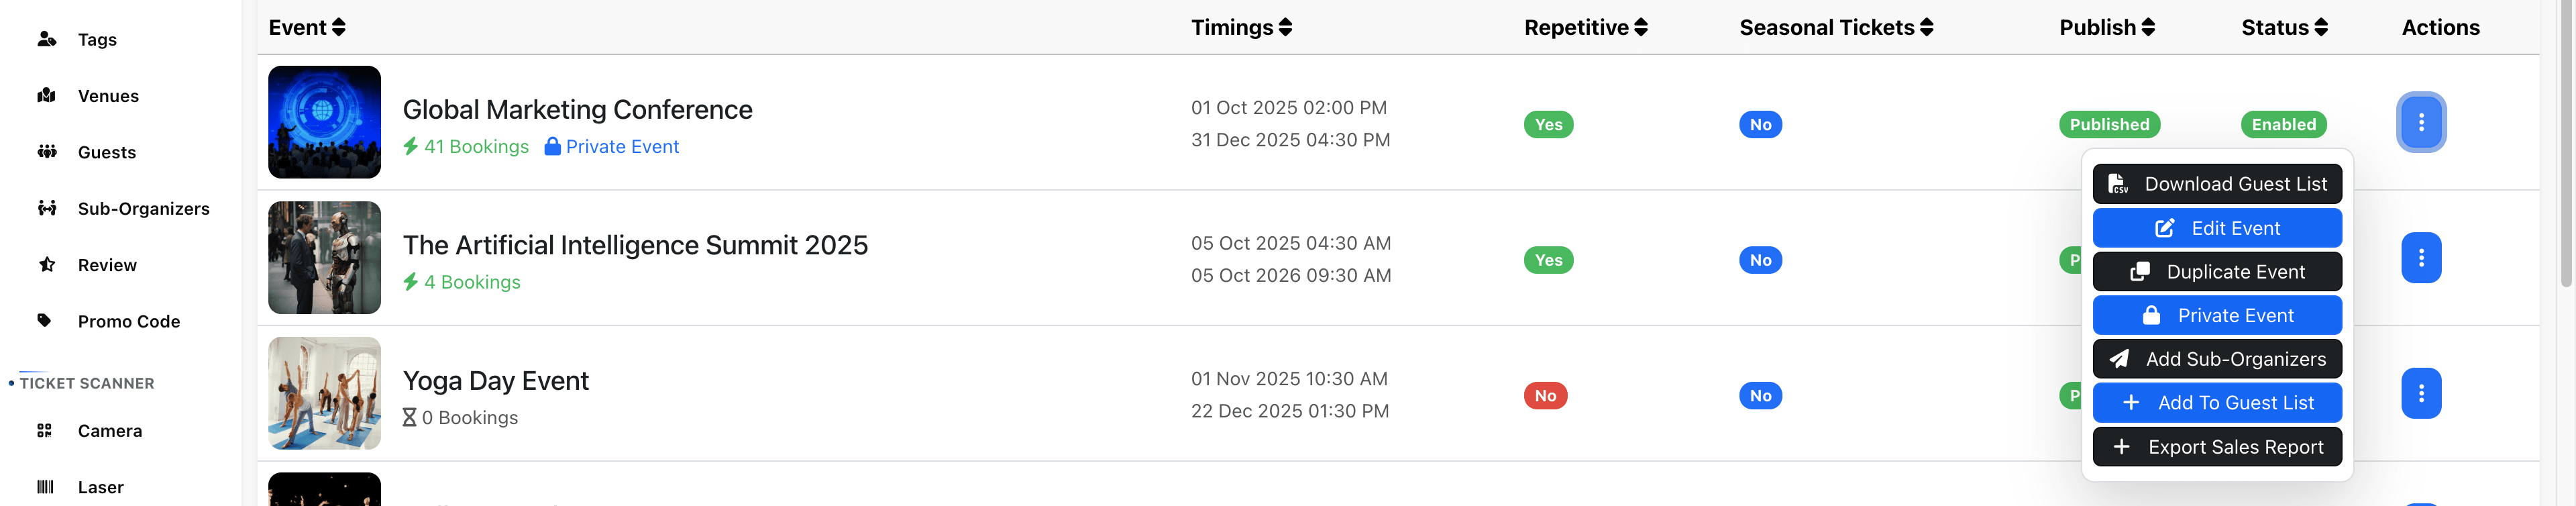 Tags
Venues
Guests
Sub-Organizers
Review
Promo Code
TICKET SCANNER
Camera
Laser
Event Timings Repetitive Seasonal Tickets Publish Status Actions
Global Marketing Conference
41 Bookings Private Event
01 Oct 2025 02:00 PM
31 Dec 2025 04:30 PM
Yes No Published Enabled
The Artificial Intelligence Summit 2025
4 Bookings
05 Oct 2025 04:30 AM
05 Oct 2026 09:30 AM
Yes No P
Yoga Day Event
0 Bookings
01 Nov 2025 10:30 AM
22 Dec 2025 01:30 PM
No No P
CSV Download Guest List
Edit Event
Duplicate Event
Private Event
Add Sub-Organizers
Add To Guest List
Export Sales Report